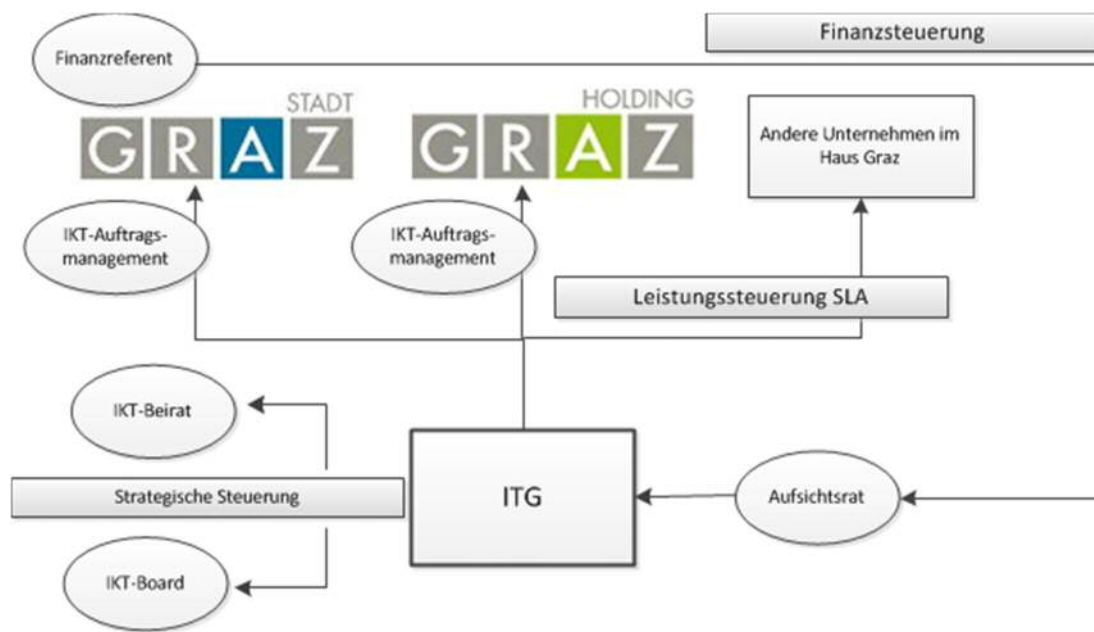 Finanzsteuerung
Finanzreferent
STADT
GRAZ
HOLDING
GRAZ
Andere Unternehmen im
Haus Graz
IKT-Auftrags-
management
IKT-Auftrags-
management
Leistungssteuerung SLA
IKT-Beirat
Strategische Steuerung
ITG
Aufsichtsrat
IKT-Board